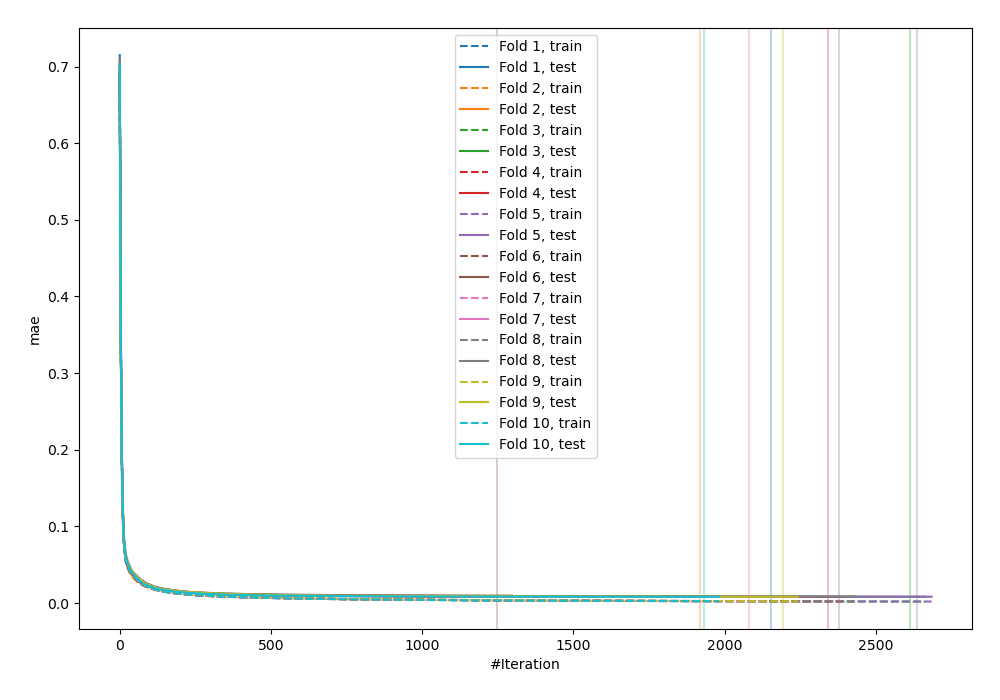 0.7
0.6
0.5
0.4
0.3
0.2
0.1
0.0
mae
Fold 1, train
Fold 1, test
Fold 2, train
Fold 2, test
Fold 3, train
Fold 3, test
Fold 4, train
Fold 4, test
Fold 5, train
Fold 5, test
Fold 6, train
Fold 6, test
Fold 7, train
Fold 7, test
Fold 8, train
Fold 8, test
Fold 9, train
Fold 9, test
Fold 10, train
Fold 10, test
0 500 1000 1500 2000 2500
#Iteration